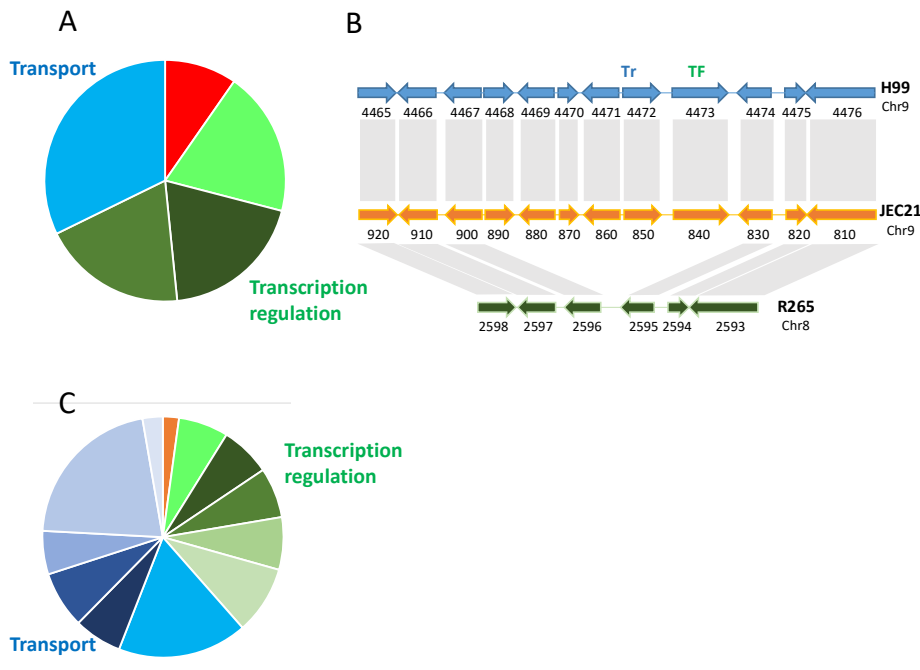 A
Transport
Transcription
regulation
B
Tr TF
H99
Chr9
4465 4466 4467 4468 4469 4470 4471 4472 4473 4474 4475 4476
JEC21
Chr9
920 910 900 890 880 870 860 850 840 830 820 810
R265
Chr8
2598 2597 2596 2595 2594 2593
C
Transcription
regulation
Transport